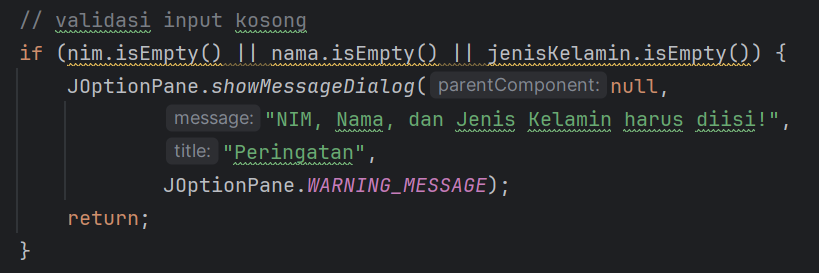 // validasi input kosong
if (nim.isEmpty() || nama.isEmpty() || jenisKelamin.isEmpty()) {
JOptionPane.showMessageDialog( parentComponent: null,
message: "NIM, Nama, dan Jenis Kelamin harus diisi!",
title: "Peringatan",
JOptionPane.WARNING_MESSAGE);
return;
}